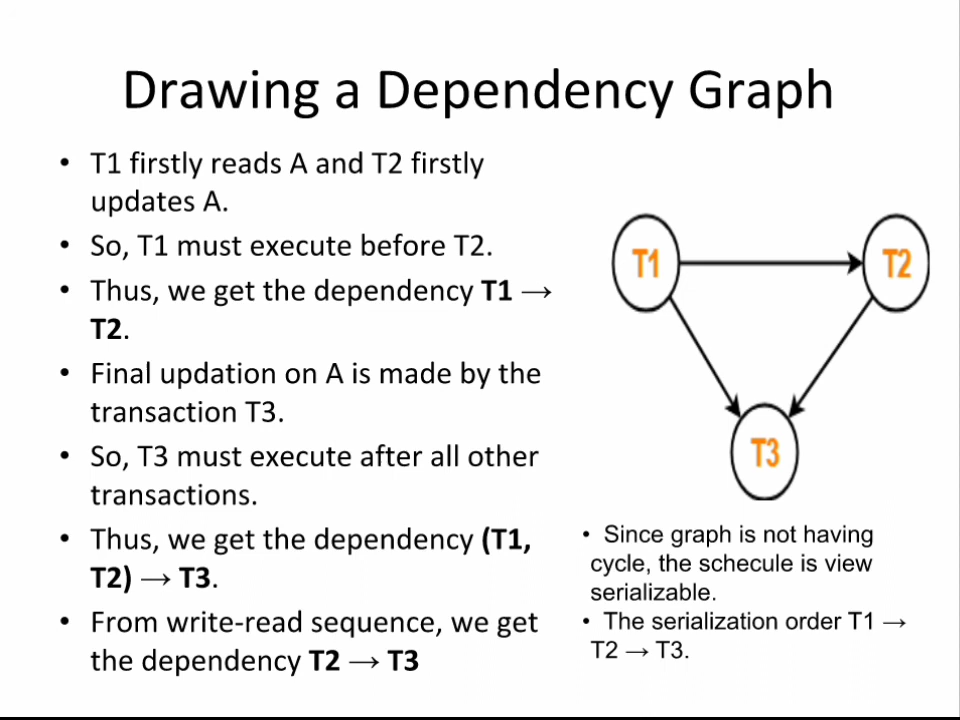 Drawing a Dependency Graph
• T1 firstly reads A and T2 firstly
updates A.
• So, T1 must execute before T2.
• Thus, we get the dependency T1 →
T2.
• Final updation on A is made by the
transaction T3.
• So, T3 must execute after all other
transactions.
• Thus, we get the dependency (T1,
T2) → T3.
• From write-read sequence, we get
the dependency T2 → T3
T1
T2
T3
• Since graph is not having
cycle, the schecule is view
serializable.
• The serialization order T1 →
T2 → T3.